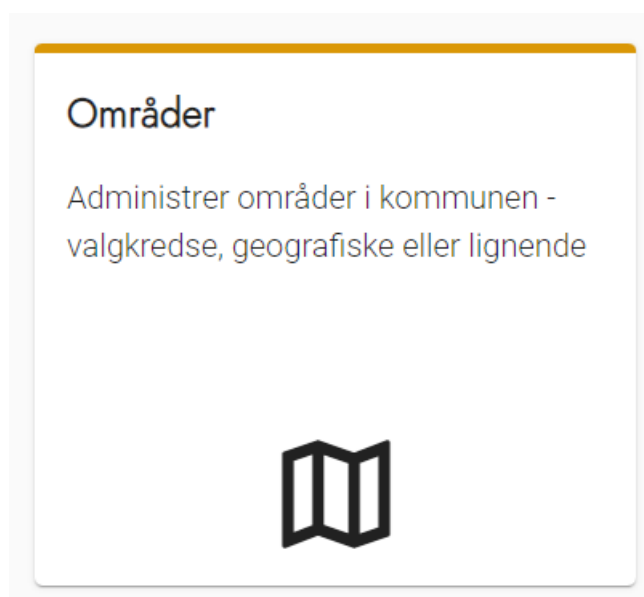 Områder
Administrer områder i kommunen -
valgkredse, geografiske eller lignende